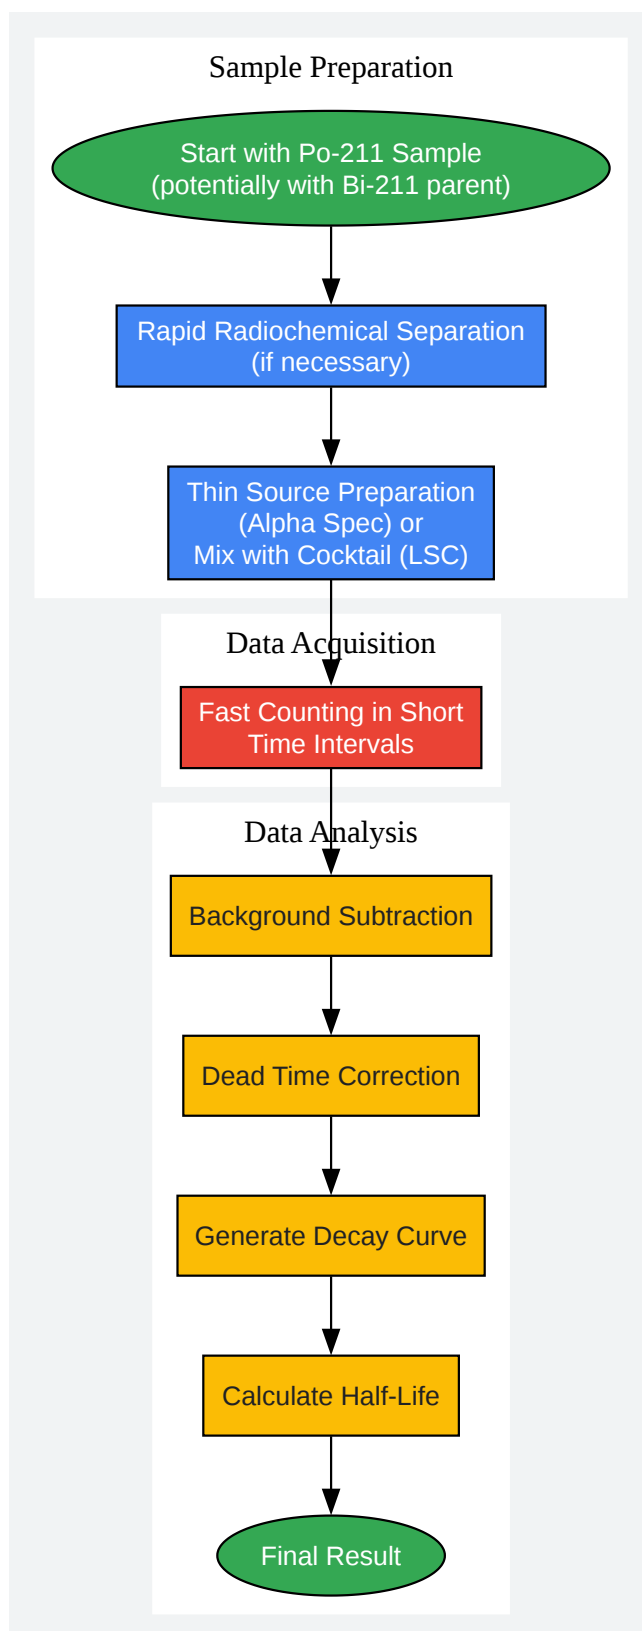 Sample Preparation
Start with Po-211 Sample
(potentially with Bi-211 parent)
Rapid Radiochemical Separation
(if necessary)
Thin Source Preparation
(Alpha Spec) or
Mix with Cocktail (LSC)
Data Acquisition
Fast Counting in Short
Time Intervals
Data Analysis
Background Subtraction
Dead Time Correction
Generate Decay Curve
Calculate Half-Life
Final Result